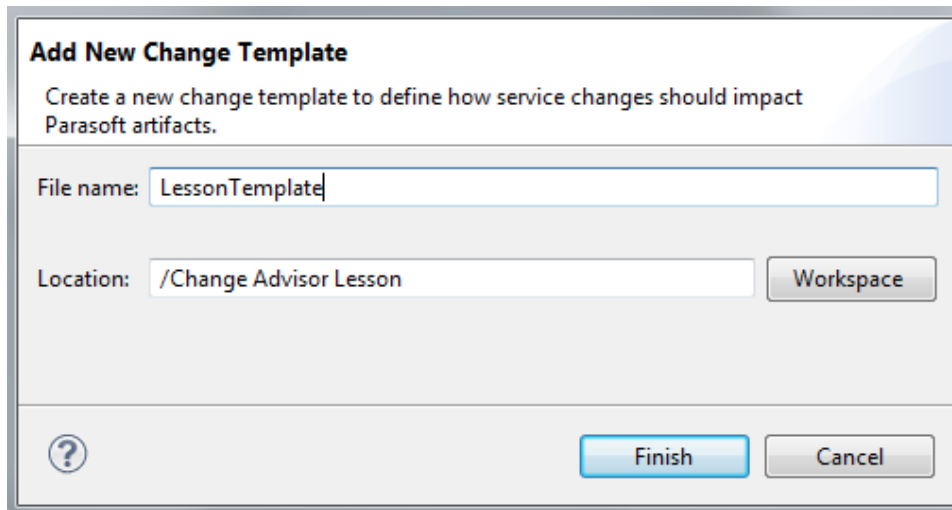 Add New Change Template
Create a new change template to define how service changes should impact
Parasoft artifacts.
File name: LessonTemplate
Location: /Change Advisor Lesson Workspace
? Finish Cancel